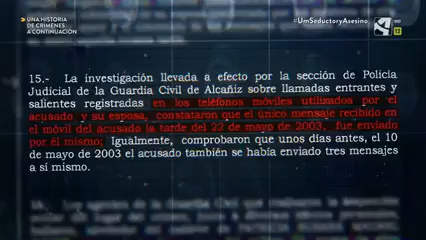 UNA HISTORIA
DE CRÍMENES
A CONTINUACIÓN
#UmSeductoryAsesino
HD
12
15.- La investigación llevada a efecto por la sección de Policía
Judicial de la Guardia Civil de Alcañiz sobre llamadas entrantes y
salientes registradas en los teléfonos móviles utilizados por el
acusado y su esposa, constataron que el único mensaje recibido en
el móvil del acusado la tarde del 22 de mayo de 2003, fue enviado
por él mismo; Igualmente, comprobaron que unos días antes, el 10
de mayo de 2003 el acusado también se había enviado tres mensajes
a sí mismo.